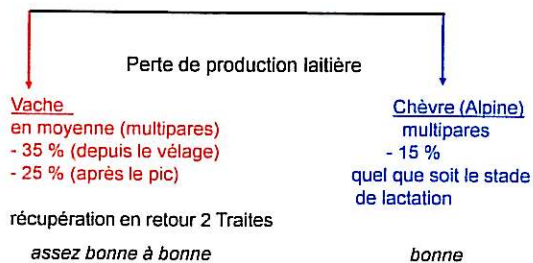 Perte de production laitière
Vache
en moyenne (multipares)
- 35 % (depuis le vélage)
- 25 % (après le pic)
Chèvre (Alpine)
multipares
- 15 %
quel que soit le stade
de lactation
récupération en retour 2 Traites
assez bonne à bonne
bonne